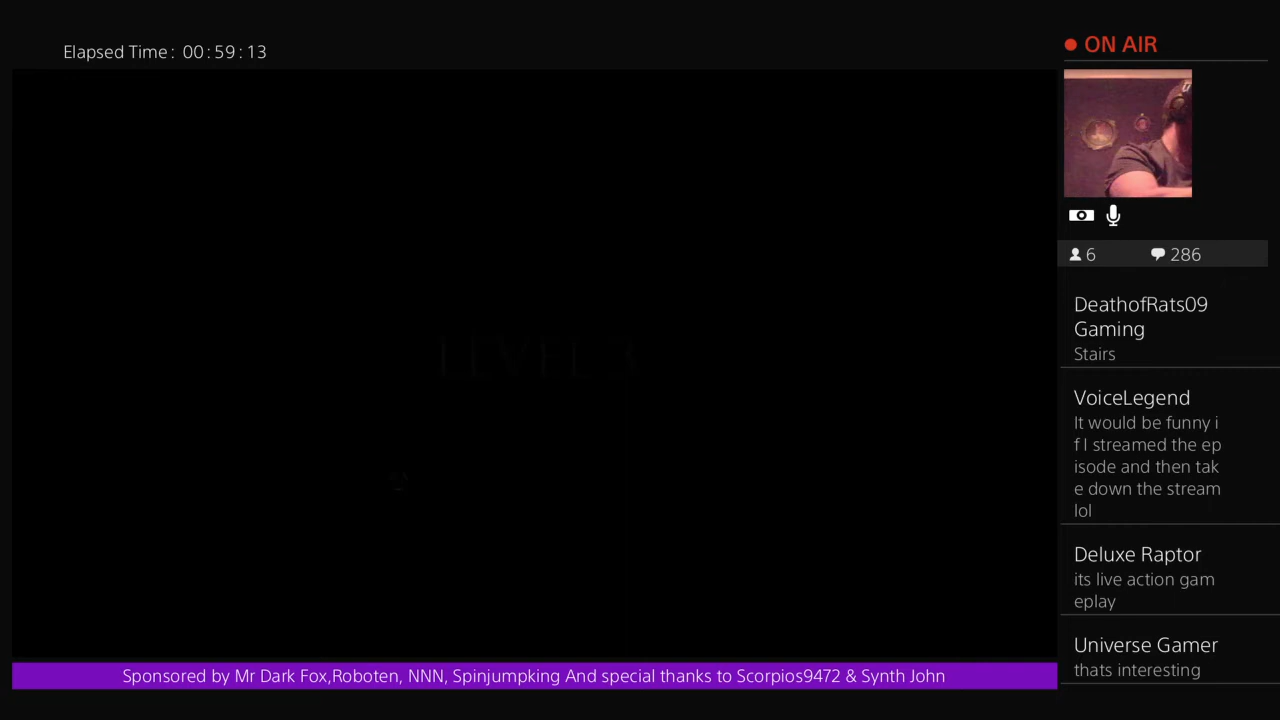 Elapsed Time: 00:59:13
ON AIR
6 286
DeathofRats09
Gaming
Stairs
VoiceLegend
It would be funny i
f I streamed the ep
isode and then tak
e down the stream
lol
Deluxe Raptor
its live action gam
eplay
Universe Gamer
thats interesting
LEVEL 3
Sponsored by Mr Dark Fox,Roboten, NNN, Spinjumpking And special thanks to Scorpios9472 & Synth John